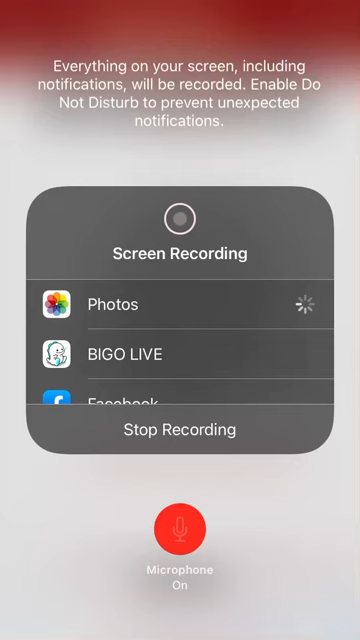 Everything on your screen, including
notifications, will be recorded. Enable Do
Not Disturb to prevent unexpected
notifications.
Screen Recording
Photos
BIGO LIVE
Facebook
Stop Recording
Microphone
On